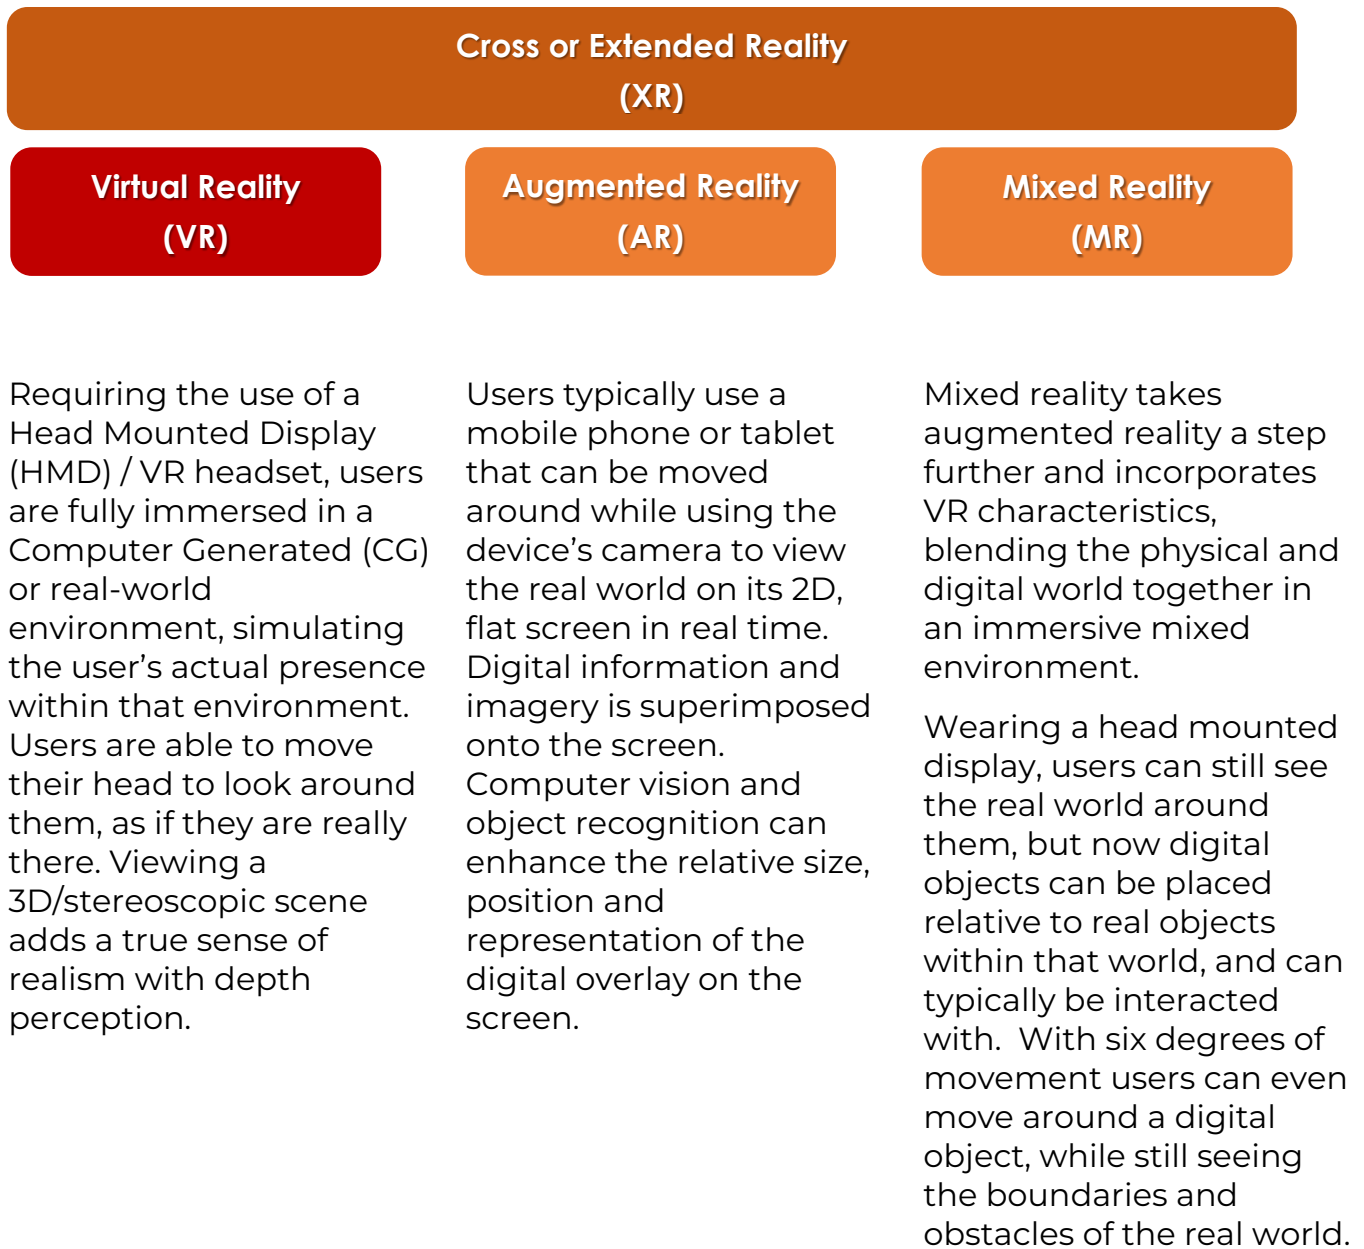 Cross or Extended Reality
(XR)
Virtual Reality
(VR)
Augmented Reality
(AR)
Mixed Reality
(MR)
Requiring the use of a
Head Mounted Display
(HMD) / VR headset, users
are fully immersed in a
Computer Generated (CG)
or real-world
environment, simulating
the user’s actual presence
within that environment.
Users are able to move
their head to look around
them, as if they are really
there. Viewing a
3D/stereoscopic scene
adds a true sense of
realism with depth
perception.
Users typically use a
mobile phone or tablet
that can be moved
around while using the
device’s camera to view
the real world on its 2D,
flat screen in real time.
Digital information and
imagery is superimposed
onto the screen.
Computer vision and
object recognition can
enhance the relative size,
position and
representation of the
digital overlay on the
screen.
Mixed reality takes
augmented reality a step
further and incorporates
VR characteristics,
blending the physical and
digital world together in
an immersive mixed
environment.
Wearing a head mounted
display, users can still see
the real world around
them, but now digital
objects can be placed
relative to real objects
within that world, and can
typically be interacted
with.  With six degrees of
movement users can even
move around a digital
object, while still seeing
the boundaries and
obstacles of the real world.